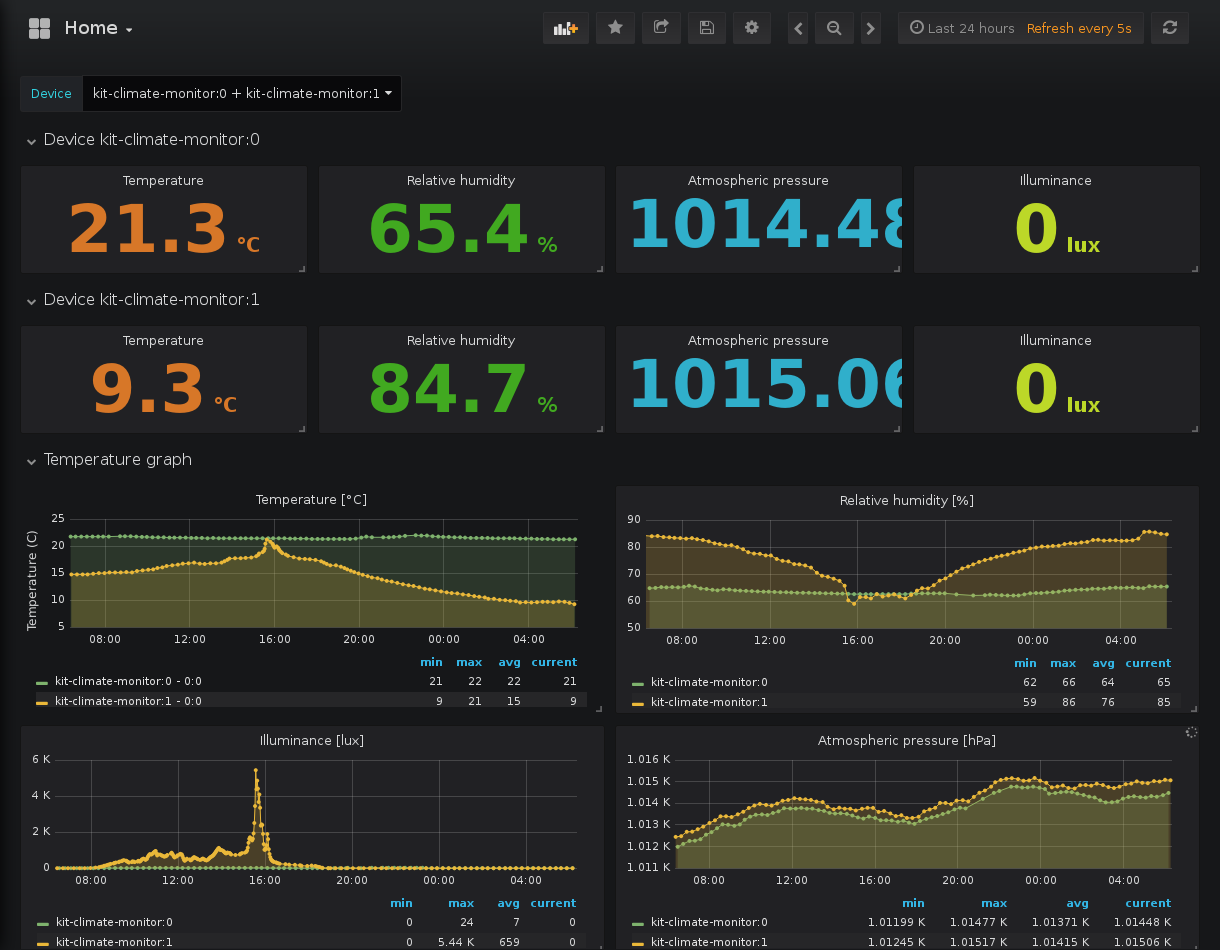 Home
Last 24 hours Refresh every 5s
Device kit-climate-monitor:0 + kit-climate-monitor:1
Device kit-climate-monitor:0
Temperature Relative humidity Atmospheric pressure Illuminance
21.3 °C 65.4 % 1014.48 0 lux
Device kit-climate-monitor:1
Temperature Relative humidity Atmospheric pressure Illuminance
9.3 °C 84.7 % 1015.06 0 lux
Temperature graph
Temperature [°C]
Temperature (C)
25
20
15
10
5
08:00 12:00 16:00 20:00 00:00 04:00
min max avg current
kit-climate-monitor:0 - 0:0 21 22 22 21
kit-climate-monitor:1 - 0:0 9 21 15 9
Relative humidity [%]
90
80
70
60
50
08:00 12:00 16:00 20:00 00:00 04:00
min max avg current
kit-climate-monitor:0 62 66 64 65
kit-climate-monitor:1 59 86 76 85
Illuminance [lux]
6 K
4 K
2 K
0
08:00 12:00 16:00 20:00 00:00 04:00
min max avg current
kit-climate-monitor:0 0 24 7 0
kit-climate-monitor:1 0 5.44 K 659 0
Atmospheric pressure [hPa]
1.016 K
1.015 K
1.014 K
1.013 K
1.012 K
1.011 K
08:00 12:00 16:00 20:00 00:00 04:00
min max avg current
kit-climate-monitor:0 1.01199 K 1.01477 K 1.01371 K 1.01448 K
kit-climate-monitor:1 1.01245 K 1.01517 K 1.01415 K 1.01506 K